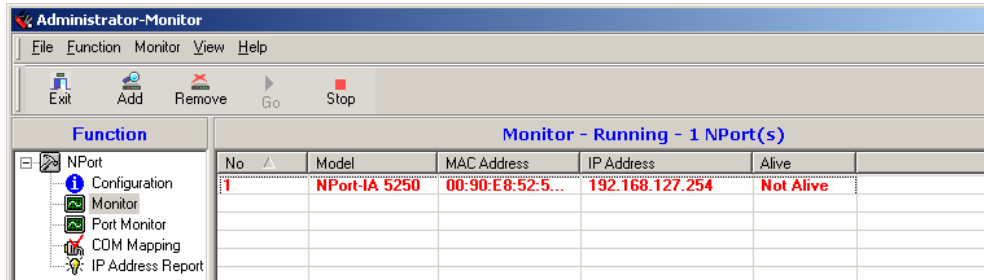 Administrator-Monitor
File Function Monitor View Help
Exit Add Remove Go Stop
Function
Monitor - Running - 1 NPort(s)
NPort
Configuration
Monitor
Port Monitor
COM Mapping
IP Address Report
No Model MAC Address IP Address Alive
1 NPort-IA 5250 00:90:E8:52:5... 192.168.127.254 Not Alive